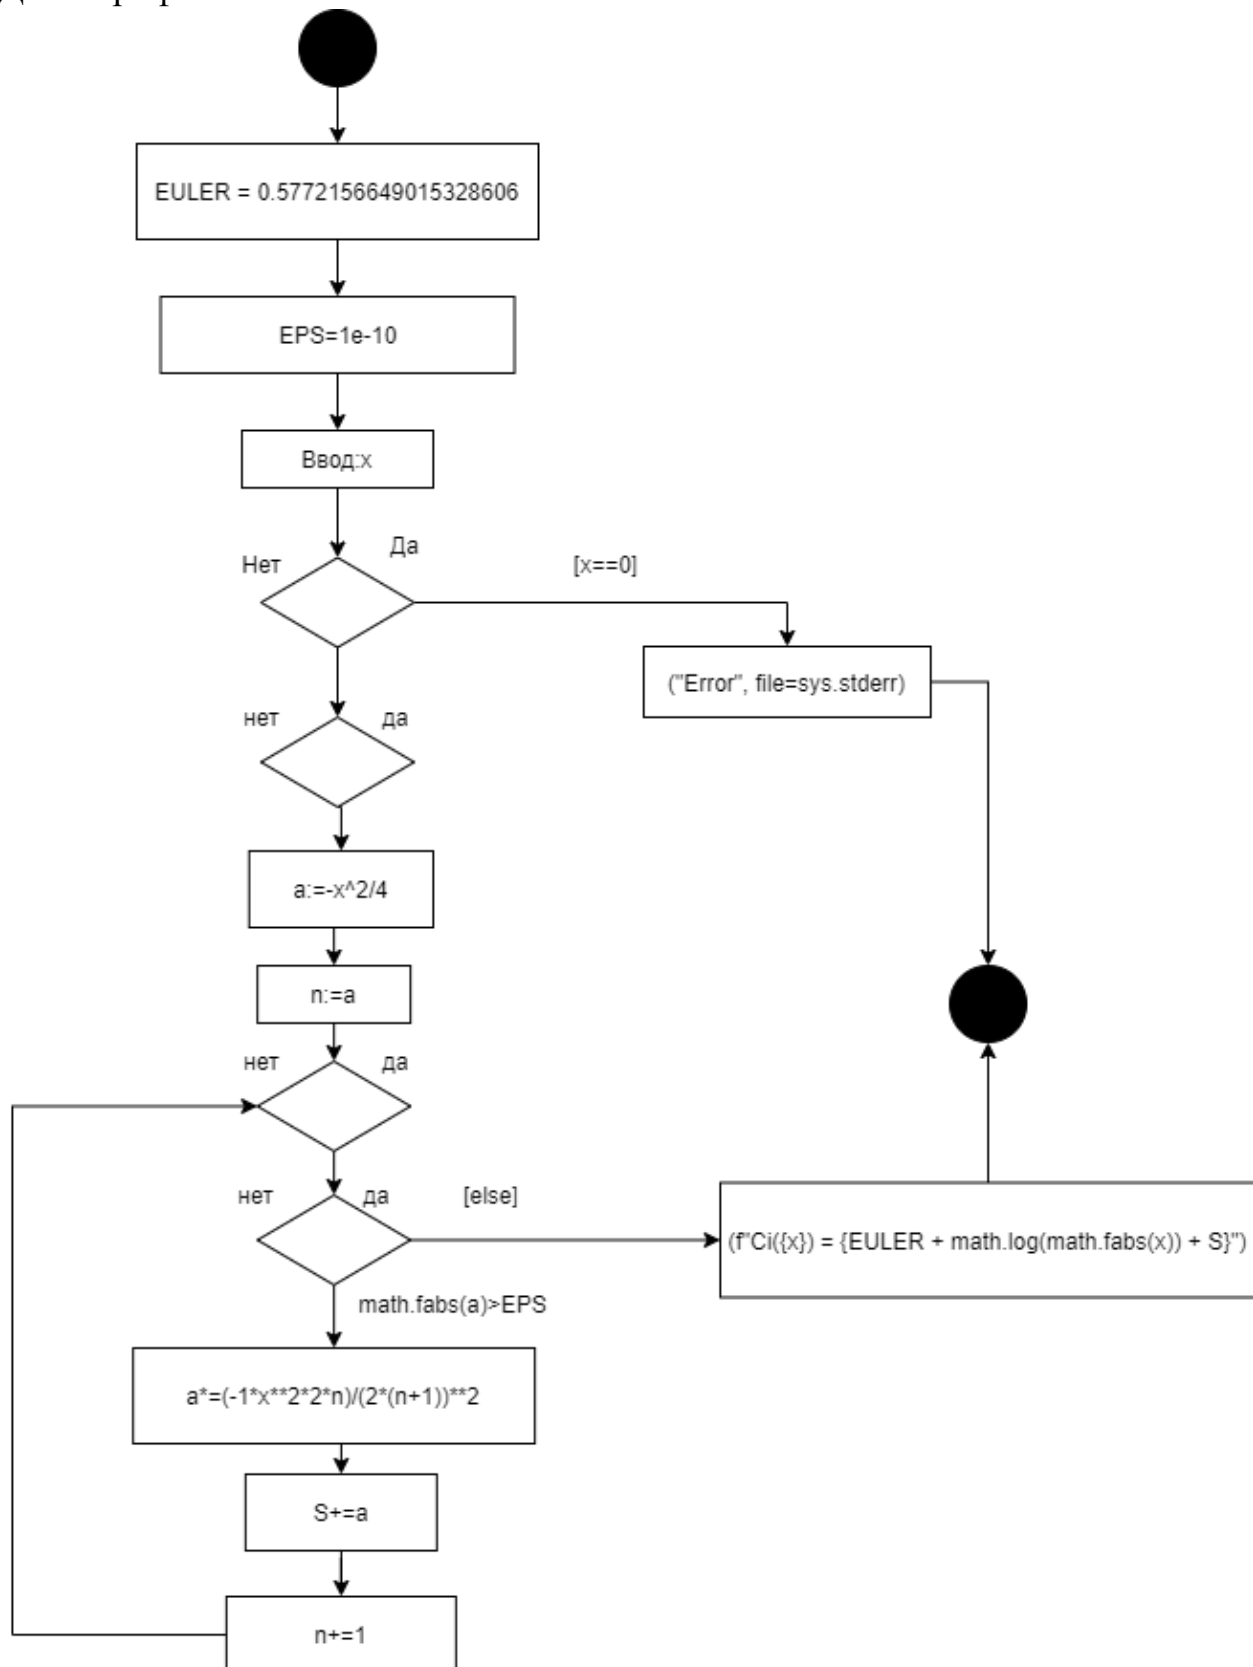 EULER = 0.5772156649015328606
EPS=1e-10
Ввод:x
Нет
Да
[x==0]
("Error", file=sys.stderr)
нет
да
a:=-x^2/4
n:=a
нет
да
нет
да
[else]
(f"Ci({x}) = {EULER + math.log(math.fabs(x)) + S}")
math.fabs(a)>EPS
a*=(-1*x**2*2*n)/(2*(n+1))**2
S+=a
n+=1